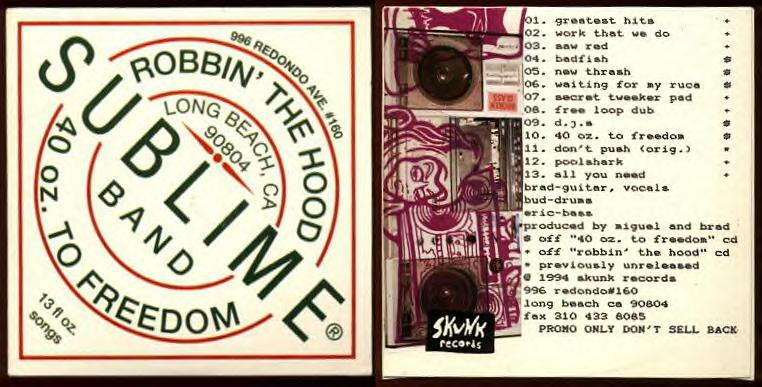 996 REDONDO AVE. #160
ROBBIN' THE HOOD
LONG BEACH, CA
90804
SUBLIME®
BAND
40 oz. TO FREEDOM
13 fl oz.
songs
SKUNK
records
01. greatest hits +
02. work that we do +
03. saw red +
04. badfish #
05. new thrash #
06. waiting for my ruca #
07. secret tweeker pad +
08. free loop dub +
09. d.j.s #
10. 40 oz. to freedom #
11. don't push (orig.) *
12. poolshark +
13. all you need +
brad-guitar, vocals
bud-drums
eric-bass
produced by miguel and brad
# off "40 oz. to freedom" cd
+ off "robbin' the hood" cd
* previously unreleased
@ 1994 skunk records
996 redondo#160
long beach ca 90804
fax 310 433 8085
PROMO ONLY DON'T SELL BACK